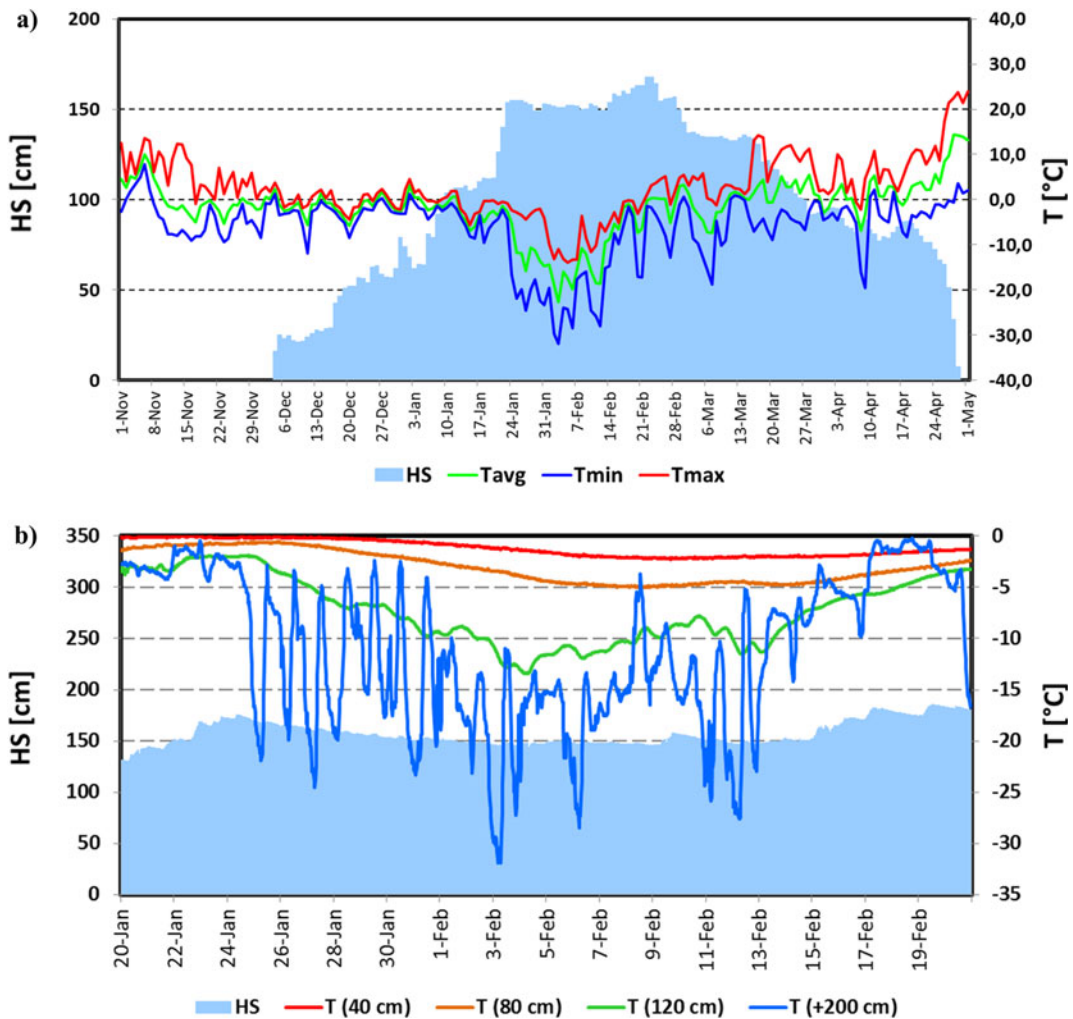 a)
HS [cm]
200
150
100
50
0
40,0
30,0
20,0
10,0
0,0
-10,0
-20,0
-30,0
-40,0
T [°C]
1-Nov
8-Nov
15-Nov
22-Nov
29-Nov
6-Dec
13-Dec
20-Dec
27-Dec
3-Jan
10-Jan
17-Jan
24-Jan
31-Jan
7-Feb
14-Feb
21-Feb
28-Feb
6-Mar
13-Mar
20-Mar
27-Mar
3-Apr
10-Apr
17-Apr
24-Apr
1-May
HS Tavg Tmin Tmax
b)
HS [cm]
350
300
250
200
150
100
50
0
0
-5
-10
-15
-20
-25
-30
-35
T [°C]
20-Jan
22-Jan
24-Jan
26-Jan
28-Jan
30-Jan
1-Feb
3-Feb
5-Feb
7-Feb
9-Feb
11-Feb
13-Feb
15-Feb
17-Feb
19-Feb
HS T (40 cm) T (80 cm) T (120 cm) T (+200 cm)